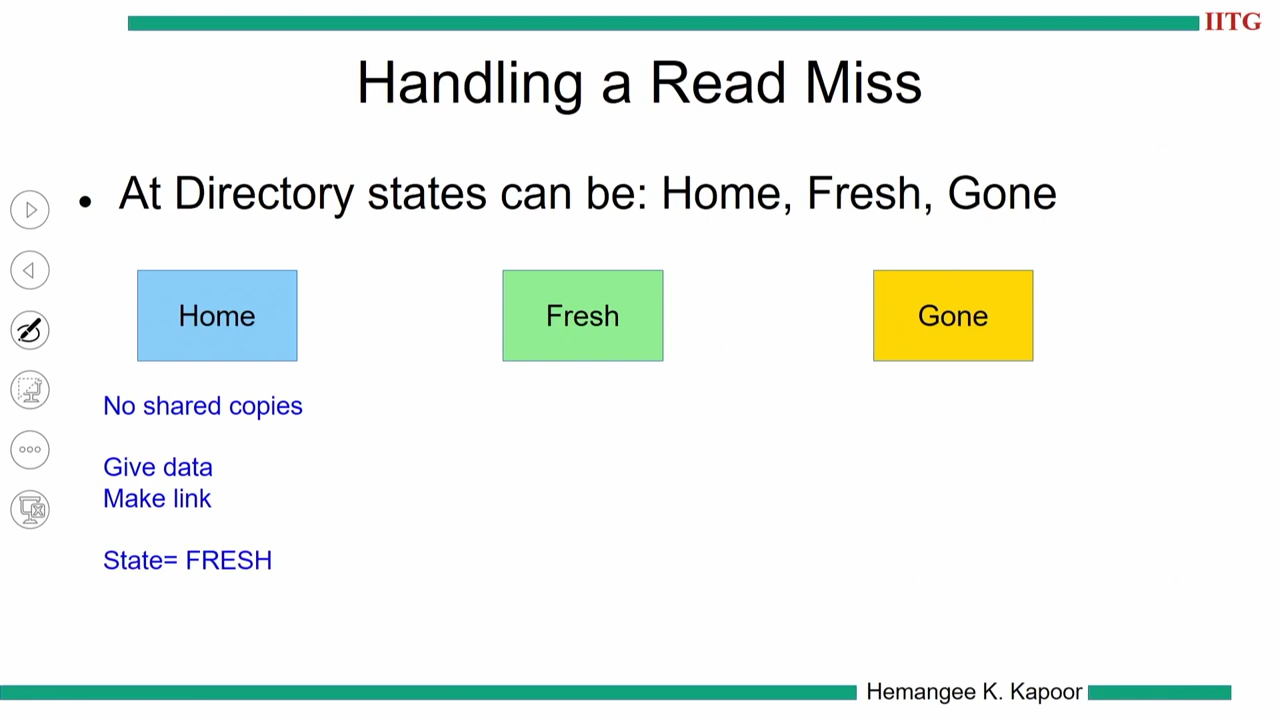 IITG
Handling a Read Miss
• At Directory states can be: Home, Fresh, Gone
Home
Fresh
Gone
No shared copies
Give data
Make link
State= FRESH
Hemangee K. Kapoor